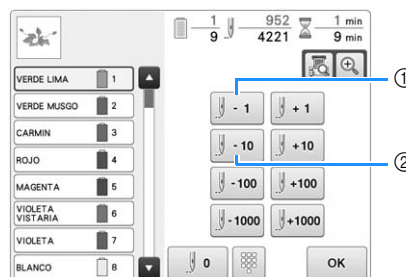 1 952 1 min
9 4221 9 min
VERDE LIMA 1
VERDE MUSGO 2
CARMIN 3
ROJO 4
MAGENTA 5
VIOLETA VISTARIA 6
VIOLETA 7
BLANCO 8
- 1 + 1
- 10 +10
- 100 +100
- 1000 +1000
0 OK
①
②